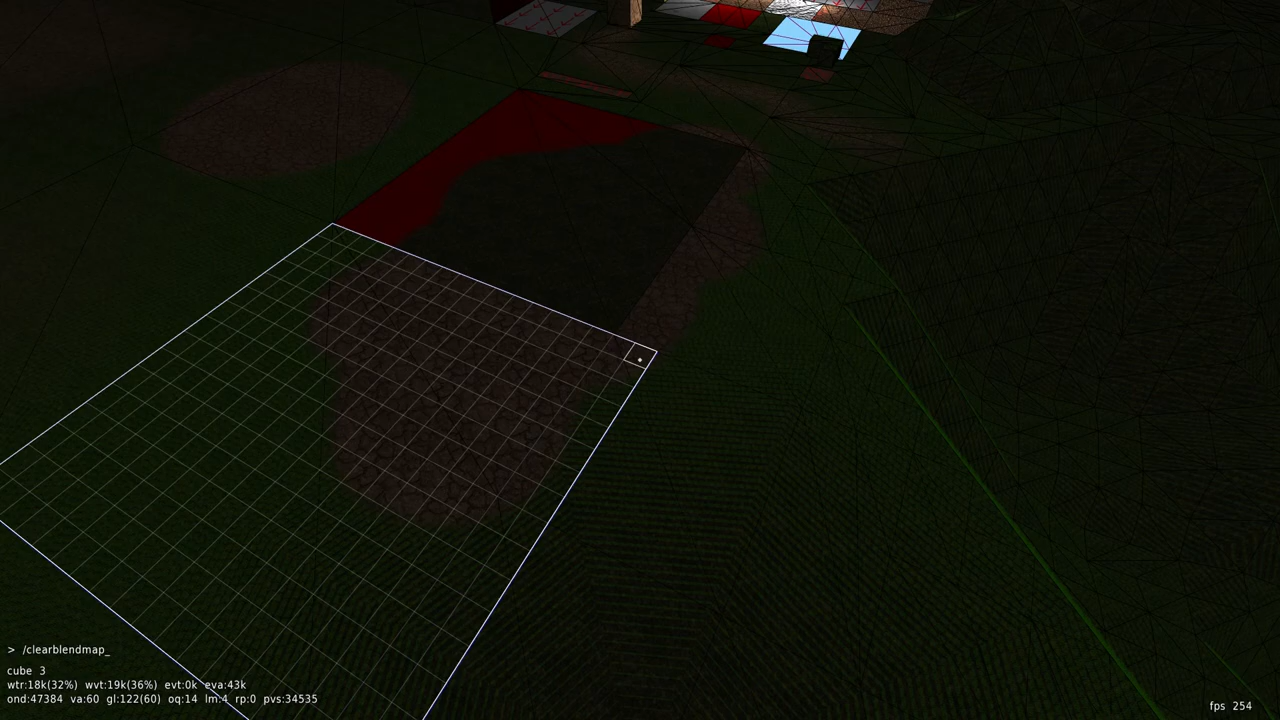 > /clearblendmap_
cube 3
wtr:18k(32%) wvt:19k(36%) evt:0k eva:43k
ond:47384 va:60 gl:122(60) oq:14 lm:4 rp:0 pvs:34535
fps 254